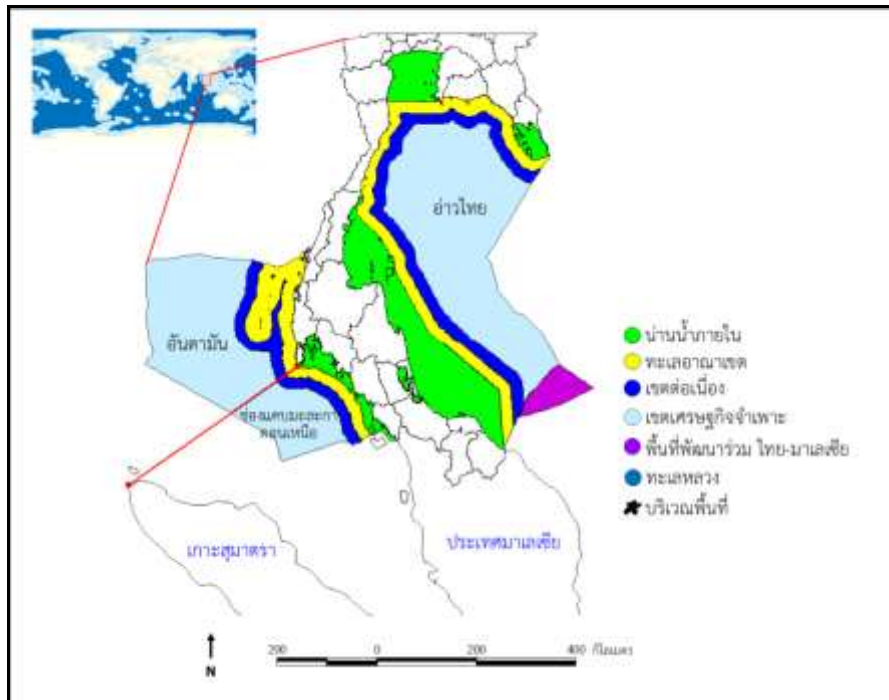 อ่าวไทย
อันดามัน
ช่องแคบมะละกา
ตอนเหนือ
น่านน้ำภายใน
ทะเลอาณาเขต
เขตต่อเนื่อง
เขตเศรษฐกิจจำเพาะ
พื้นที่พัฒนาร่วม ไทย-มาเลเซีย
ทะเลหลวง
บริเวณพื้นที่
เกาะสุมาตรา
ประเทศมาเลเซีย
N
200 0 200 400 กิโลเมตร